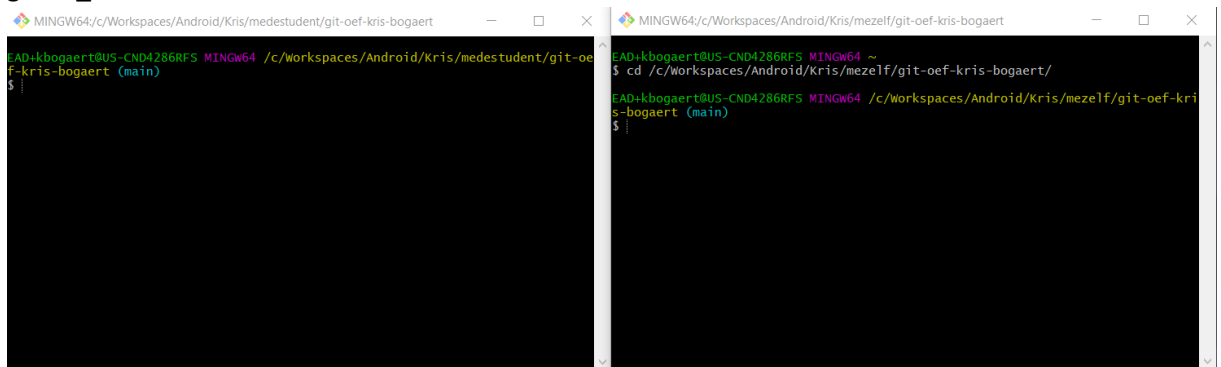 MINGW64:/c/Workspaces/Android/Kris/medestudent/git-oef-kris-bogaert
EAD+kbogaert@US-CND4286RFS MINGW64 /c/Workspaces/Android/Kris/medestudent/git-oe
f-kris-bogaert (main)
$
MINGW64:/c/Workspaces/Android/Kris/mezelf/git-oef-kris-bogaert
EAD+kbogaert@US-CND4286RFS MINGW64 ~
$ cd /c/Workspaces/Android/Kris/mezelf/git-oef-kris-bogaert/
EAD+kbogaert@US-CND4286RFS MINGW64 /c/Workspaces/Android/Kris/mezelf/git-oef-kri
s-bogaert (main)
$